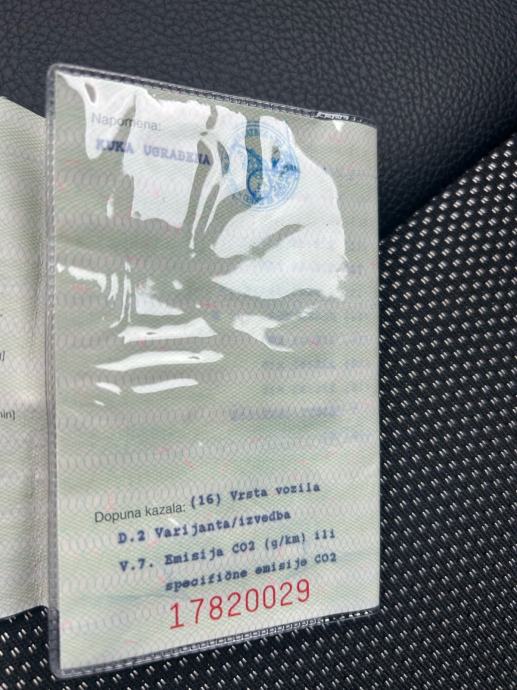 Napomena:
KUKA UGRAĐENA
Dopuna kazala: (16) Vrsta vozila
D.2 Varijanta/izvedba
V.7. Emisija CO2 (g/km) ili
specifične emisije CO2
17820029